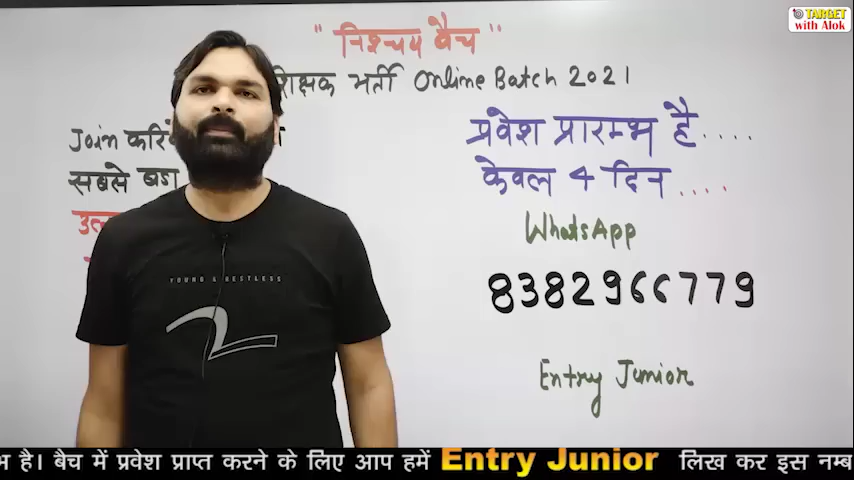 TARGET
with Alok
"निश्चय बैच"
शिक्षक भर्ती Online Batch 2021
Join करिये
सबसे बड़ा
प्रवेश प्रारम्भ है....
केवल 4 दिन....
WhatsApp
8382966779
Entry Junior
YOUNG & RESTLESS
है। बैच में प्रवेश प्राप्त करने के लिए आप हमें Entry Junior लिख कर इस